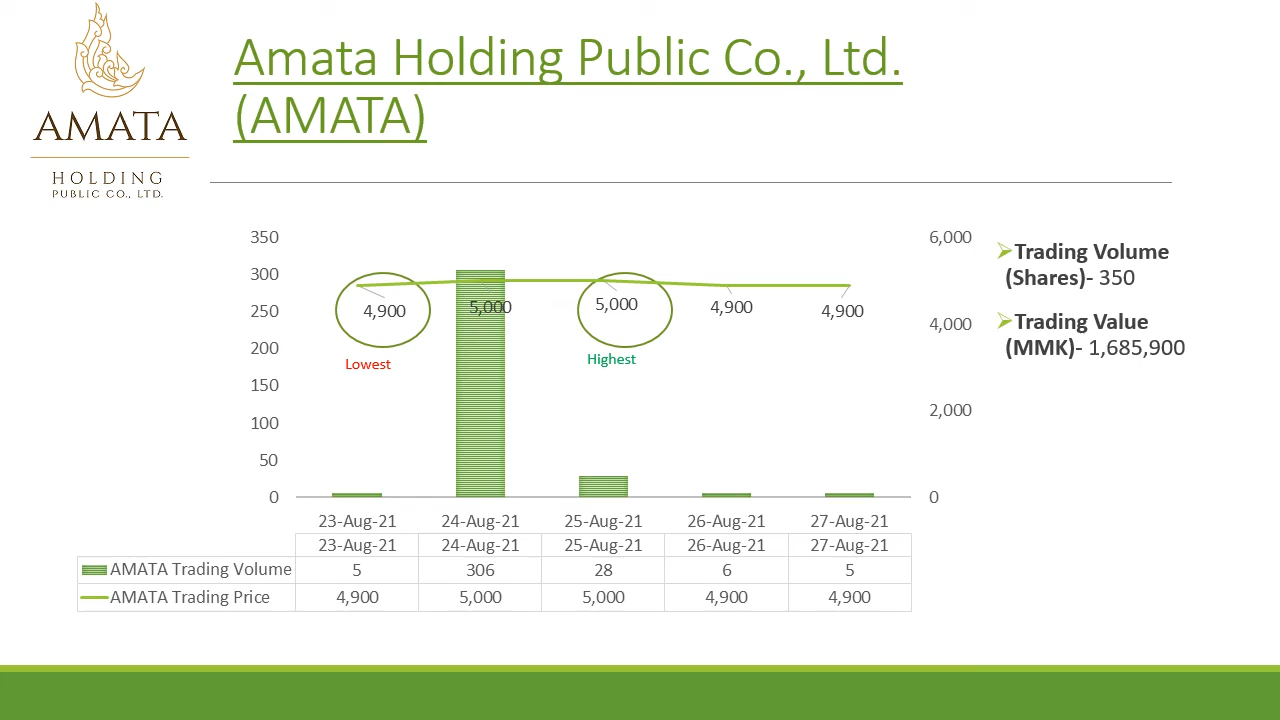 AMATA
HOLDING
PUBLIC CO., LTD.
Amata Holding Public Co., Ltd.
(AMATA)
350
300
250
200
150
100
50
0
6,000
4,000
2,000
0
4,900
5,000
5,000
4,900
4,900
Lowest
Highest
23-Aug-21 24-Aug-21 25-Aug-21 26-Aug-21 27-Aug-21
23-Aug-21 24-Aug-21 25-Aug-21 26-Aug-21 27-Aug-21
AMATA Trading Volume 5 306 28 6 5
AMATA Trading Price 4,900 5,000 5,000 4,900 4,900
Trading Volume
(Shares)- 350
Trading Value
(MMK)- 1,685,900